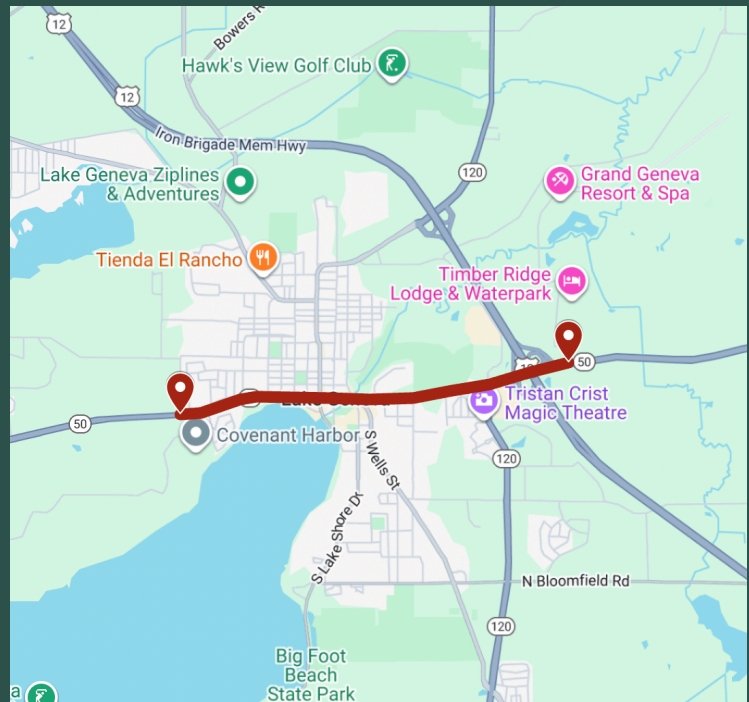 12
Bowers R
Hawk's View Golf Club
12
Iron Brigade Mem Hwy
120
Lake Geneva Ziplines
& Adventures
Grand Geneva
Resort & Spa
Tienda El Rancho
Timber Ridge
Lodge & Waterpark
50
Tristan Crist
Magic Theatre
50
Covenant Harbor
S Wells St
120
S Lake Shore Dr
N Bloomfield Rd
120
Big Foot
Beach
State Park
a